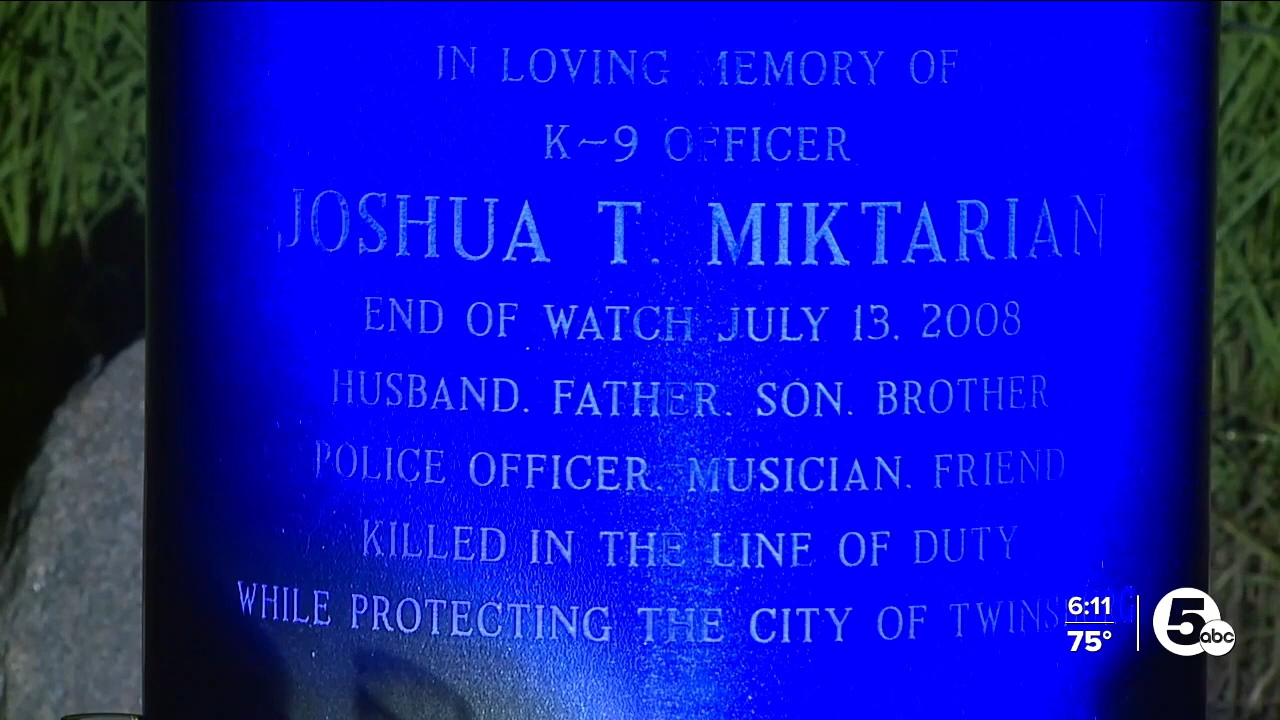 IN LOVING MEMORY OF
K~9 OFFICER
JOSHUA T. MIKTARIAN
END OF WATCH JULY 13, 2008
HUSBAND. FATHER. SON. BROTHER
POLICE OFFICER. MUSICIAN. FRIEND
KILLED IN THE LINE OF DUTY
WHILE PROTECTING THE CITY OF TWINSBURG
6:11
75°
5 abc